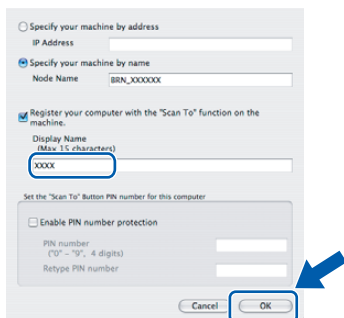 Specify your machine by address
IP Address
Specify your machine by name
Node Name BRN_XXXXXX
Register your computer with the "Scan To" function on the
machine.
Display Name
(Max 15 characters)
XXXX
Set the "Scan To" Button PIN number for this computer
Enable PIN number protection
PIN number
("0" – "9", 4 digits)
Retype PIN number
Cancel OK